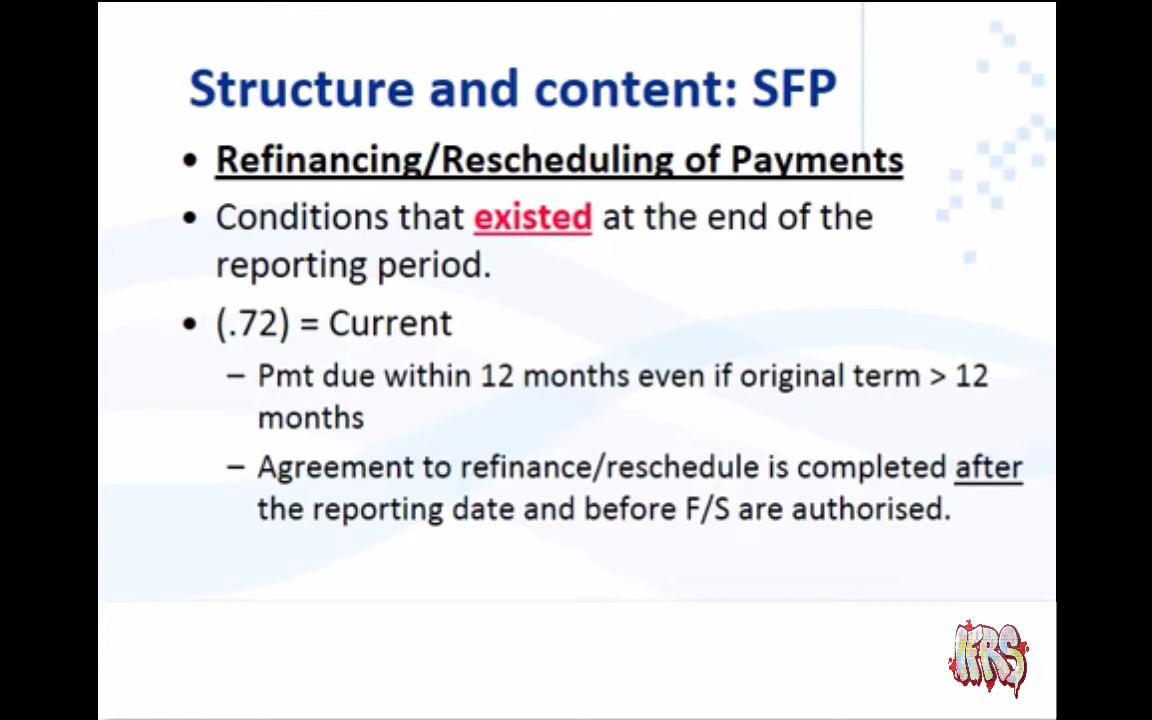 Structure and content: SFP
• Refinancing/Rescheduling of Payments
• Conditions that existed at the end of the
reporting period.
• (.72) = Current
– Pmt due within 12 months even if original term > 12
months
– Agreement to refinance/reschedule is completed after
the reporting date and before F/S are authorised.
IFRS